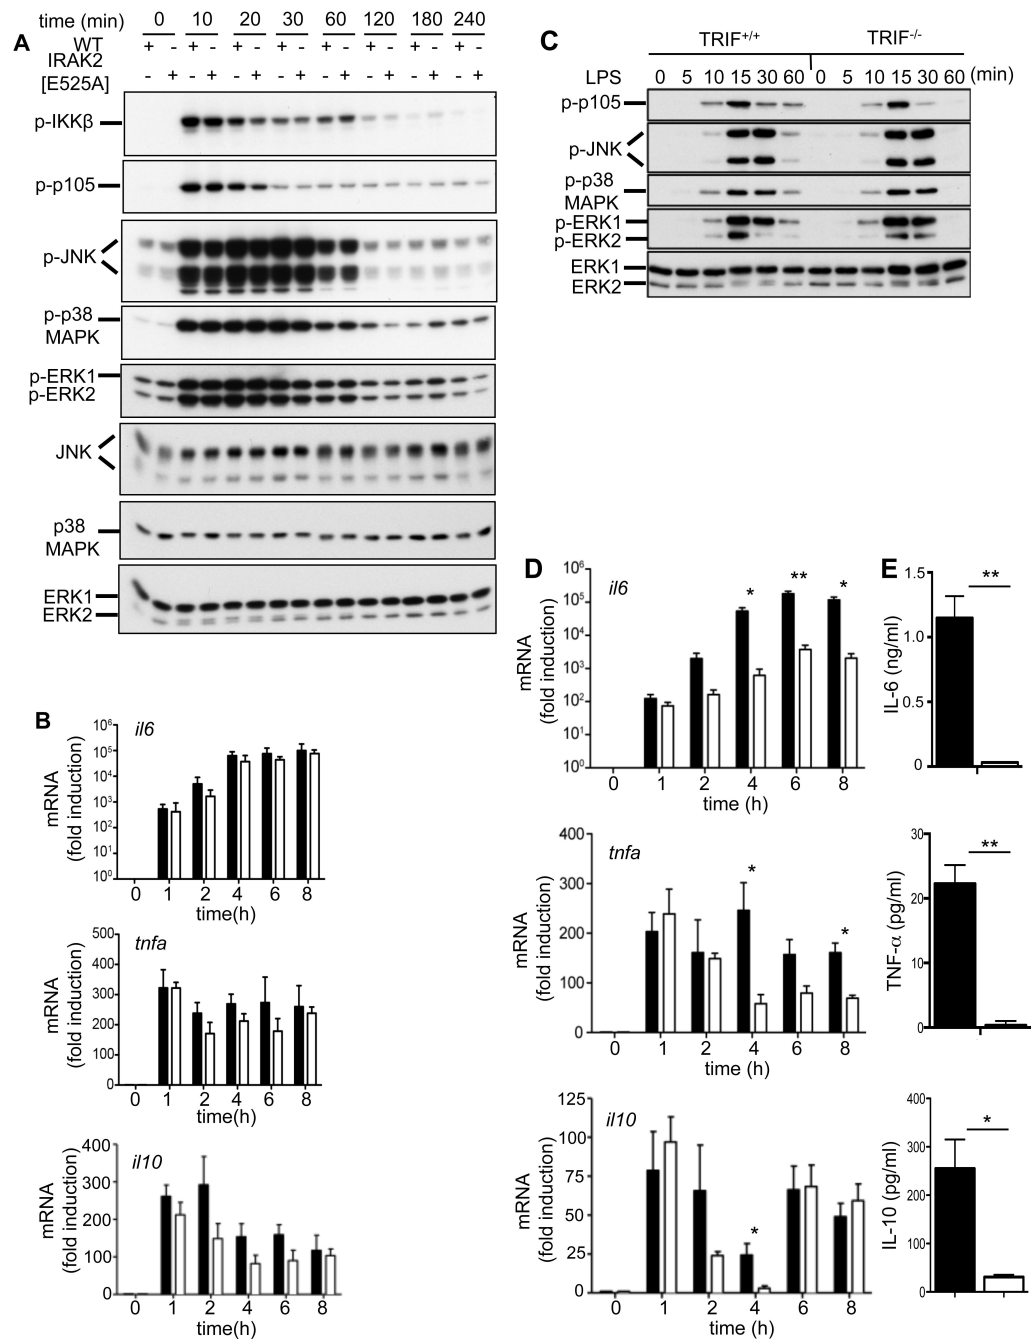 A
time (min) 0 10 20 30 60 120 180 240
WT + - + - + - + - + - + - + - + -
IRAK2
[E525A] - + - + - + - + - + - + - + - +
p-IKKβ
p-p105
p-JNK
p-p38
MAPK
p-ERK1
p-ERK2
JNK
p38
MAPK
ERK1
ERK2
B
il6
mRNA
(fold induction)
10⁶
10⁵
10⁴
10³
10²
10¹
10⁰
0 1 2 4 6 8
time(h)
tnfa
mRNA
(fold induction)
500
400
300
200
100
0
0 1 2 4 6 8
time(h)
il10
mRNA
(fold induction)
400
300
200
100
0
0 1 2 4 6 8
time(h)
C
TRIF+/+ TRIF-/-
LPS 0 5 10 15 30 60 0 5 10 15 30 60 (min)
p-p105
p-JNK
p-p38
MAPK
p-ERK1
p-ERK2
ERK1
ERK2
D
il6
mRNA
(fold induction)
10⁶
10⁵
10⁴
10³
10²
10¹
10⁰
* ** *
0 1 2 4 6 8
time (h)
tnfa
mRNA
(fold induction)
400
300
200
100
0
* *
0 1 2 4 6 8
time (h)
il10
mRNA
(fold induction)
125
100
75
50
25
0
*
0 1 2 4 6 8
time (h)
E
IL-6 (ng/ml)
1.5
1.0
0.5
0
**
TNF-α (pg/ml)
30
20
10
0
**
IL-10 (pg/ml)
400
300
200
100
0
*